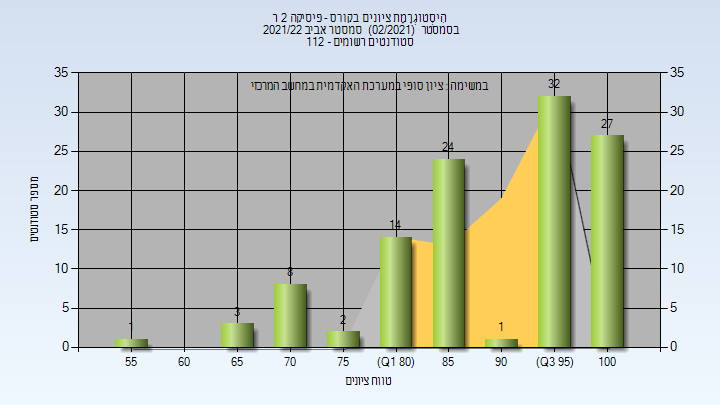 היסטוגרמת ציונים בקורס - פיסיקה 2 ר
בסמסטר (02/2021) סמסטר אביב 2021/22
סטודנטים רשומים - 112
במשימה : ציון סופי במערכת האקדמית במחשב המרכזי
35 35
30 30
25 25
20 20
15 15
10 10
5 5
0 0
1 3 8 2 14 24 1 32 27
מספר סטודנטים
55 60 65 70 75 (Q1 80) 85 90 (Q3 95) 100
טווח ציונים